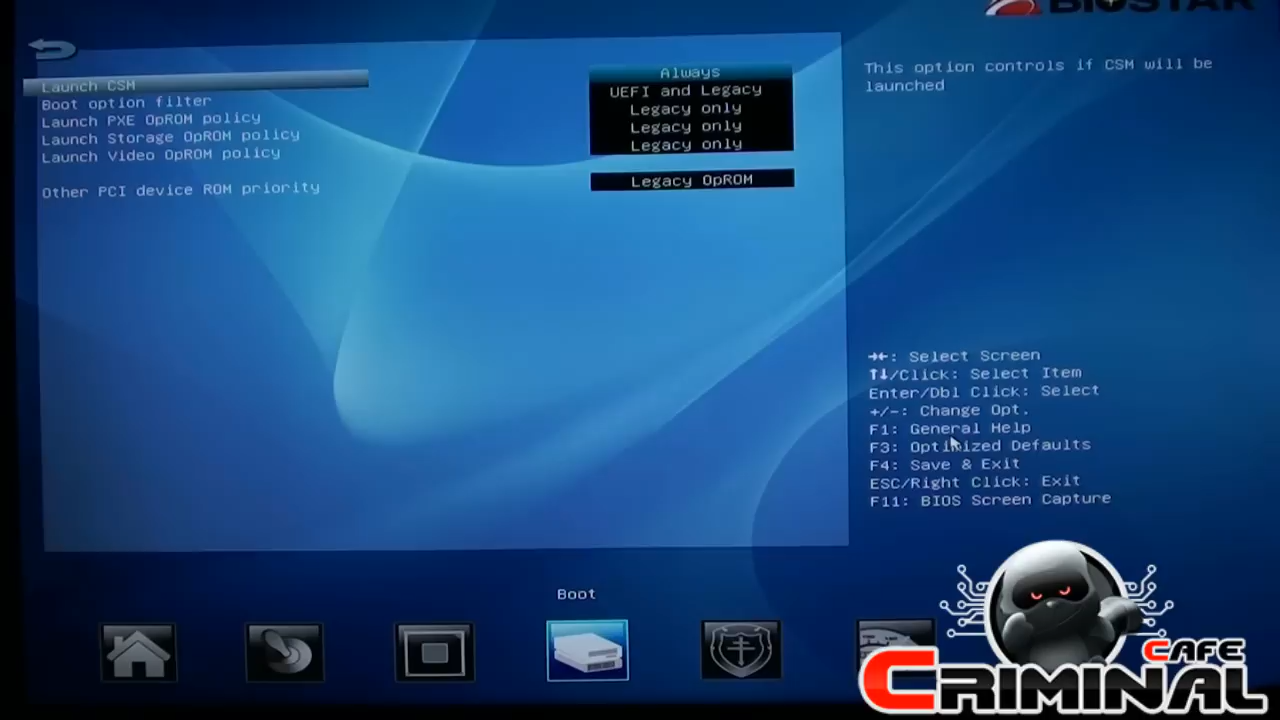 BIOSTAR
Launch CSM Always
Boot option filter UEFI and Legacy
Launch PXE OpROM policy Legacy only
Launch Storage OpROM policy Legacy only
Launch Video OpROM policy Legacy only
Other PCI device ROM priority Legacy OpROM
This option controls if CSM will be
launched
→←: Select Screen
↑↓/Click: Select Item
Enter/Dbl Click: Select
+/-: Change Opt.
F1: General Help
F3: Optimized Defaults
F4: Save & Exit
ESC/Right Click: Exit
F11: BIOS Screen Capture
Boot
CAFE
CRIMINAL